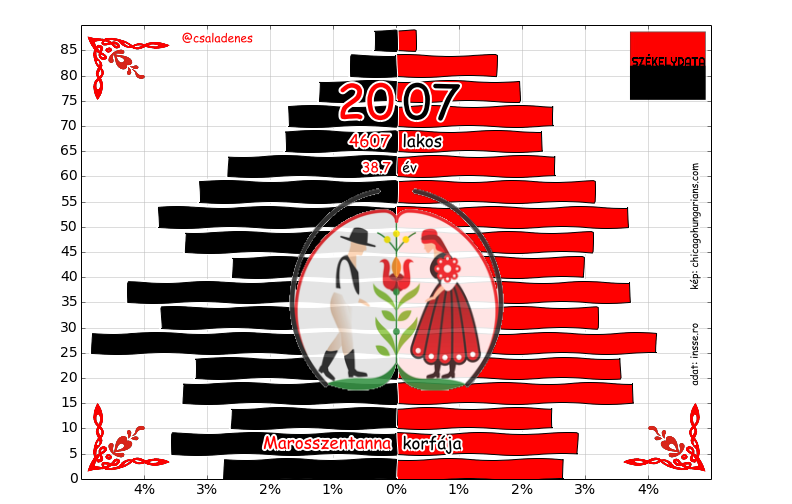 @csaladenes
SZÉKELYDATA
2007
4607 lakos
38.7 év
kép: chicagohungarians.com
adat: insse.ro
Marosszentanna korfája
85
80
75
70
65
60
55
50
45
40
35
30
25
20
15
10
5
0
4% 3% 2% 1% 0% 1% 2% 3% 4%